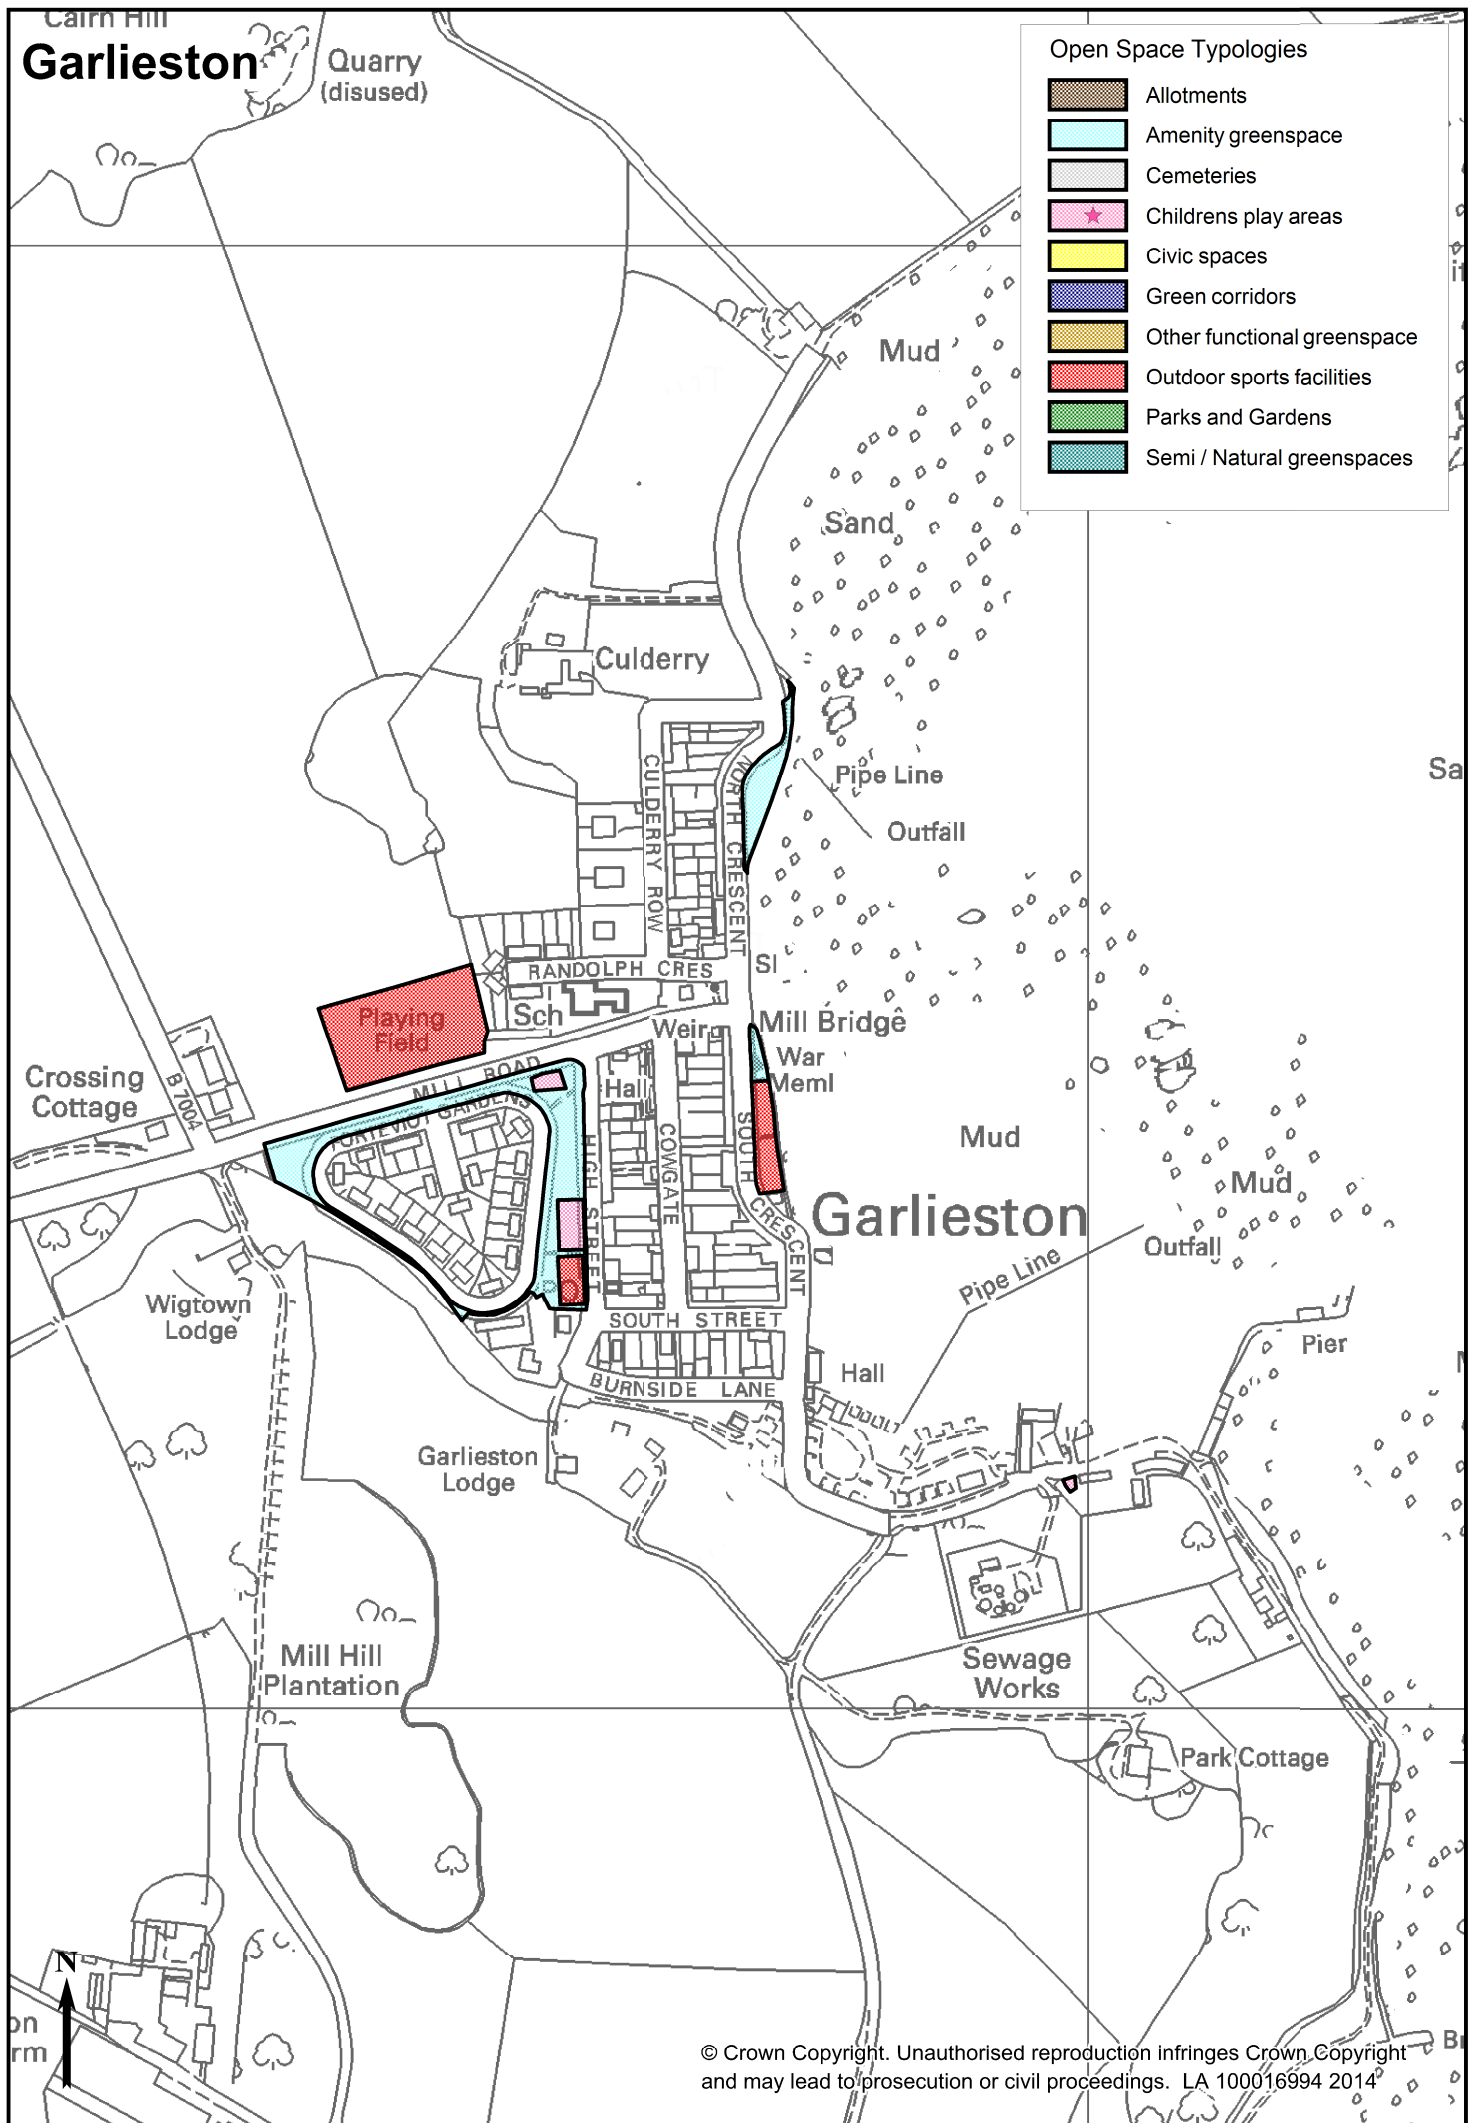 Cairn Hill
Garlieston
Quarry
(disused)
Open Space Typologies
Allotments
Amenity greenspace
Cemeteries
Childrens play areas
Civic spaces
Green corridors
Other functional greenspace
Outdoor sports facilities
Parks and Gardens
Semi / Natural greenspaces
Mud
Sand
Culderry
Pipe Line
Outfall
CULDERRY ROW
NORTH CRESCENT
RANDOLPH CRES
Sl
Playing
Field
Sch
Weir
Mill Bridge
War
Meml
Crossing
Cottage
B 7004
MILL ROAD
GARDENS
Hall
HIGH STREET
COWGATE
SOUTH CRESCENT
Mud
Mud
Garlieston
Outfall
Pipe Line
Wigtown
Lodge
SOUTH STREET
Pier
Hall
BURNSIDE LANE
Garlieston
Lodge
Mill Hill
Plantation
Sewage
Works
Park Cottage
N
© Crown Copyright. Unauthorised reproduction infringes Crown Copyright
and may lead to prosecution or civil proceedings. LA 100016994 2014